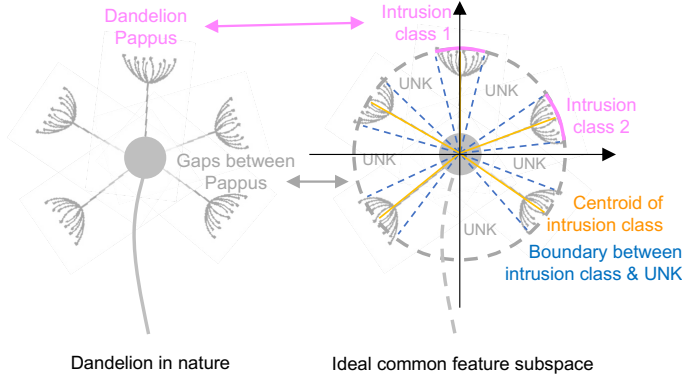 Dandelion
Pappus
Intrusion
class 1
UNK
UNK
Intrusion
class 2
Gaps between
Pappus
UNK
UNK
UNK
Centroid of
intrusion class
Boundary between
intrusion class & UNK
Dandelion in nature
Ideal common feature subspace